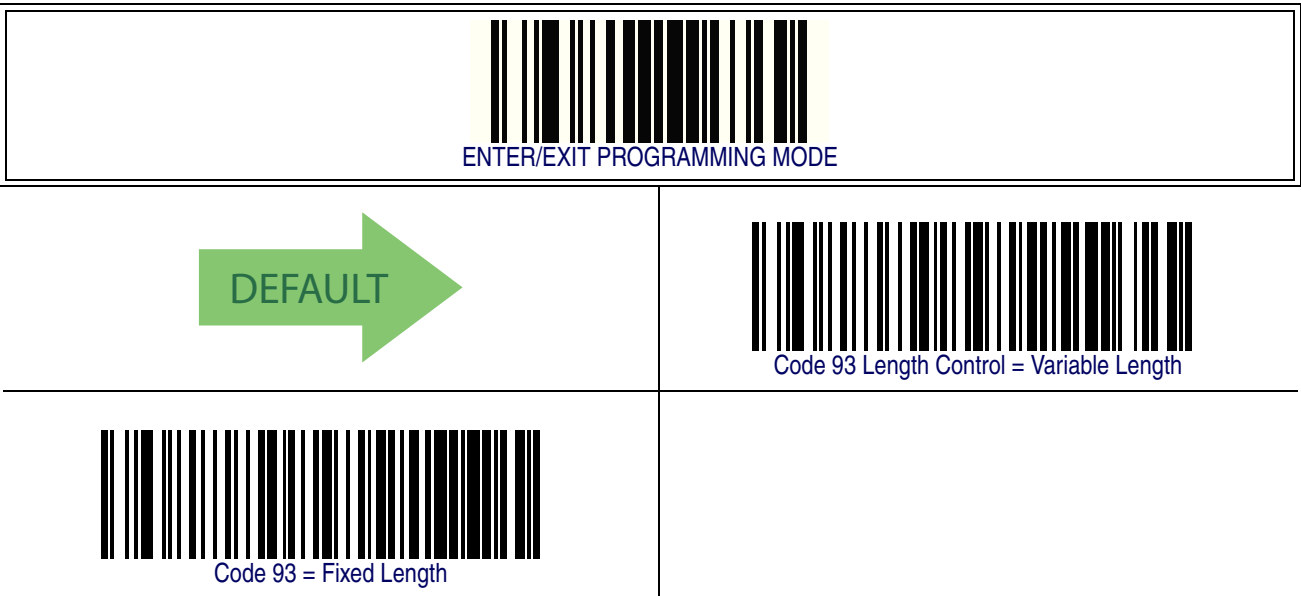 ENTER/EXIT PROGRAMMING MODE
DEFAULT
Code 93 Length Control = Variable Length
Code 93 = Fixed Length